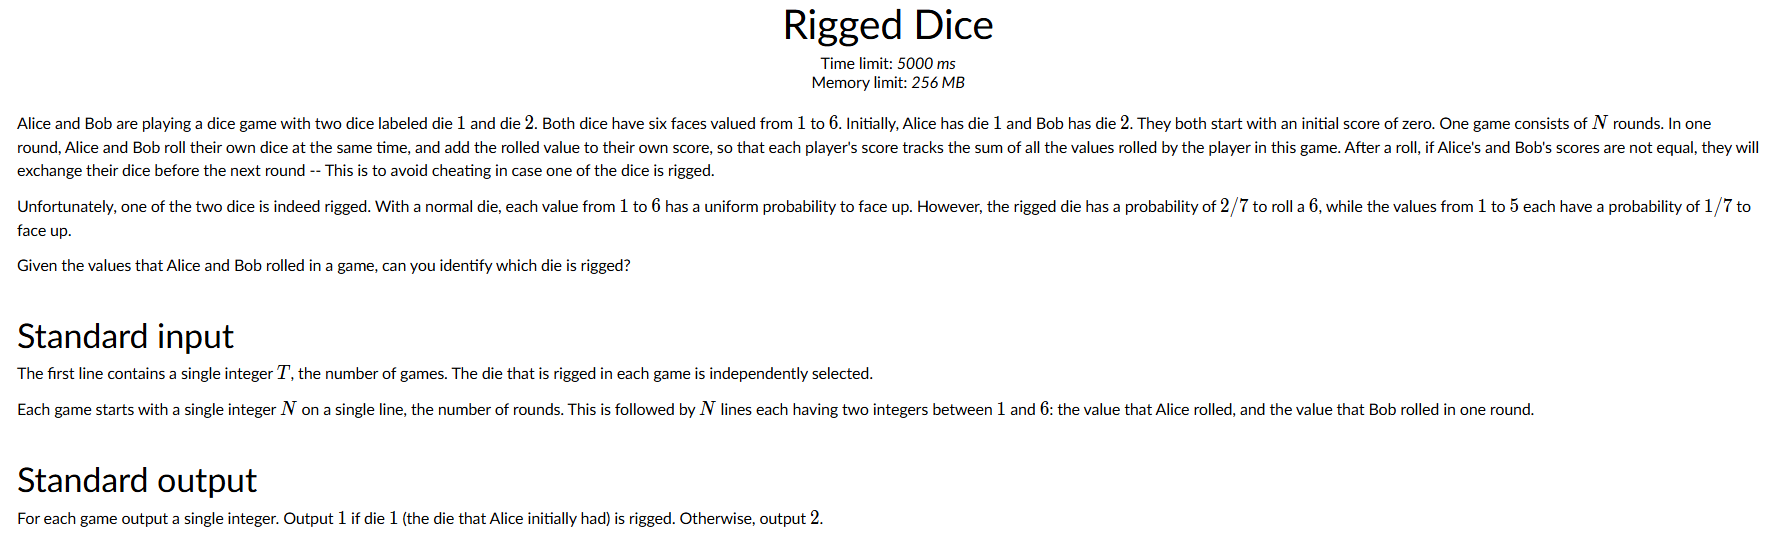 Rigged Dice
Time limit: 5000 ms
Memory limit: 256 MB
Alice and Bob are playing a dice game with two dice labeled die 1 and die 2. Both dice have six faces valued from 1 to 6. Initially, Alice has die 1 and Bob has die 2. They both start with an initial score of zero. One game consists of N rounds. In one
round, Alice and Bob roll their own dice at the same time, and add the rolled value to their own score, so that each player's score tracks the sum of all the values rolled by the player in this game. After a roll, if Alice's and Bob's scores are not equal, they will
exchange their dice before the next round -- This is to avoid cheating in case one of the dice is rigged.
Unfortunately, one of the two dice is indeed rigged. With a normal die, each value from 1 to 6 has a uniform probability to face up. However, the rigged die has a probability of 2/7 to roll a 6, while the values from 1 to 5 each have a probability of 1/7 to
face up.
Given the values that Alice and Bob rolled in a game, can you identify which die is rigged?
Standard input
The first line contains a single integer T, the number of games. The die that is rigged in each game is independently selected.
Each game starts with a single integer N on a single line, the number of rounds. This is followed by N lines each having two integers between 1 and 6: the value that Alice rolled, and the value that Bob rolled in one round.
Standard output
For each game output a single integer. Output 1 if die 1 (the die that Alice initially had) is rigged. Otherwise, output 2.